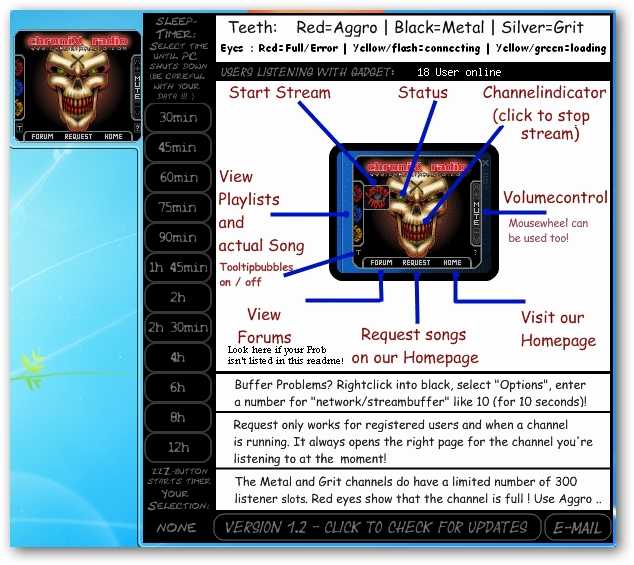 chroniX radio
FORUM REQUEST HOME
MUTE
T
?
SLEEP-
TIMER:
SELECT TIME
UNTIL PC
SHUTS DOWN
(BE CAREFUL
WITH YOUR
DATA !!! )
30min
45min
60min
75min
90min
1h 45min
2h
2h 30min
4h
6h
8h
12h
ZZZ-BUTTON
STARTS TIMER
YOUR
SELECTION:
NONE
Teeth: Red=Aggro | Black=Metal | Silver=Grit
Eyes : Red=Full/Error | Yellow/flash=connecting | Yellow/green=loading
USERS LISTENING WITH GADGET: 18 User online
Start Stream
Status
Channelindicator
(click to stop
stream)
View
Playlists
and
actual Song
Tooltipbubbles
on / off
chroniX radio
MUTE
T
?
X
FORUM REQUEST HOME
Volumecontrol
Mousewheel can
be used too!
View
Forums
Look here if your Prob
isn't listed in this readme!
Request songs
on our Homepage
Visit our
Homepage
Buffer Problems? Rightclick into black, select "Options", enter
a number for "network/streambuffer" like 10 (for 10 seconds)!
Request only works for registered users and when a channel
is running. It always opens the right page for the channel you're
listening to at the moment!
The Metal and Grit channels do have a limited number of 300
listener slots. Red eyes show that the channel is full ! Use Aggro ..
VERSION 1.2 - CLICK TO CHECK FOR UPDATES
E-MAIL